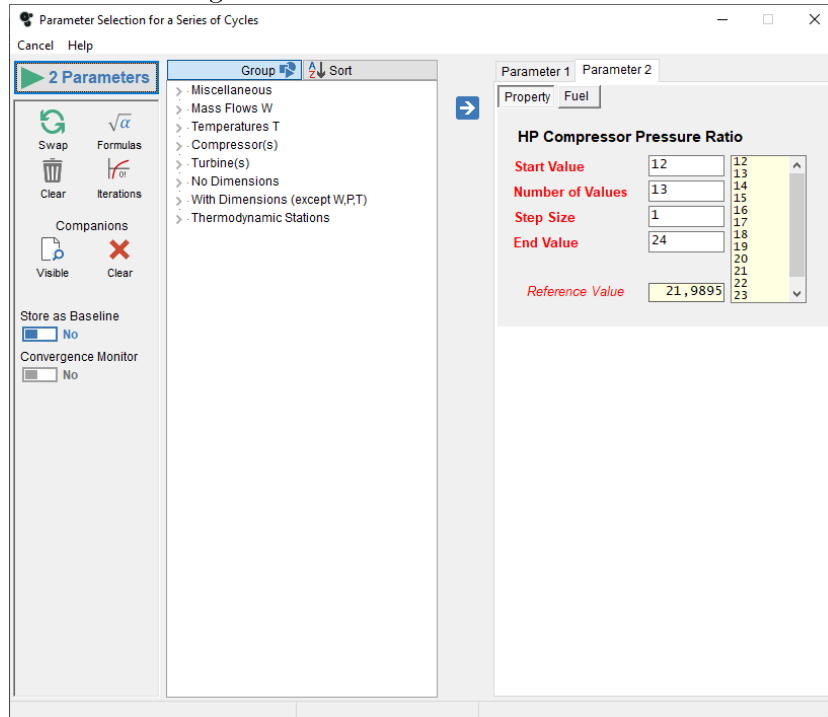 Parameter Selection for a Series of Cycles
Cancel Help
2 Parameters
Swap Formulas
Clear Iterations
Companions
Visible Clear
Store as Baseline
No
Convergence Monitor
No
Group Sort
Miscellaneous
Mass Flows W
Temperatures T
Compressor(s)
Turbine(s)
No Dimensions
With Dimensions (except W,P,T)
Thermodynamic Stations
Parameter 1 Parameter 2
Property Fuel
HP Compressor Pressure Ratio
Start Value 12
Number of Values 13
Step Size 1
End Value 24
Reference Value 21,9895
12
13
14
15
16
17
18
19
20
21
22
23